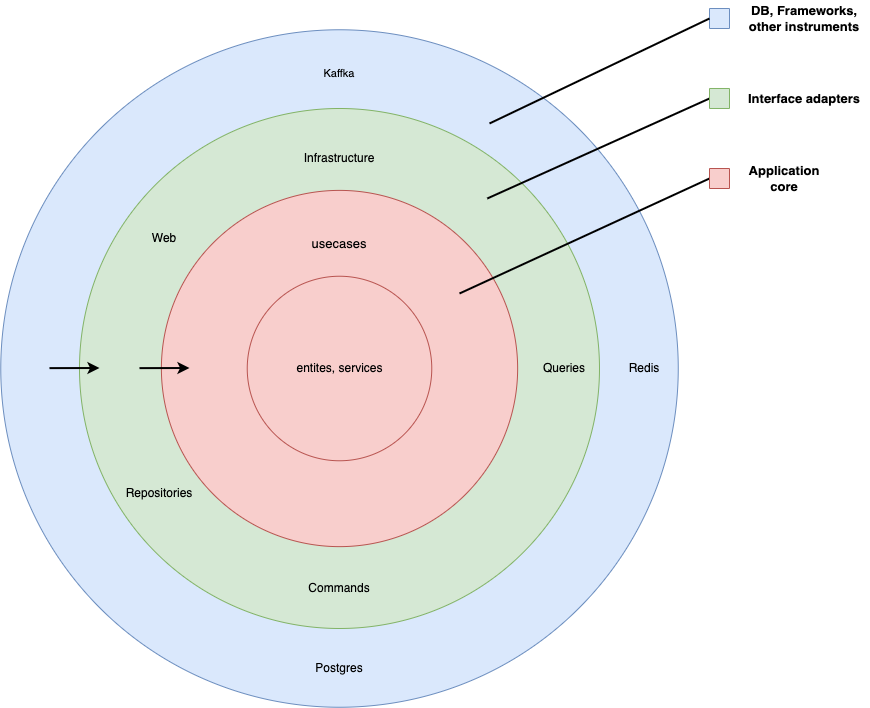 DB, Frameworks,
other instruments
Kaffka
Interface adapters
Infrastructure
Application
core
Web
usecases
entites, services
Queries
Redis
Repositories
Commands
Postgres